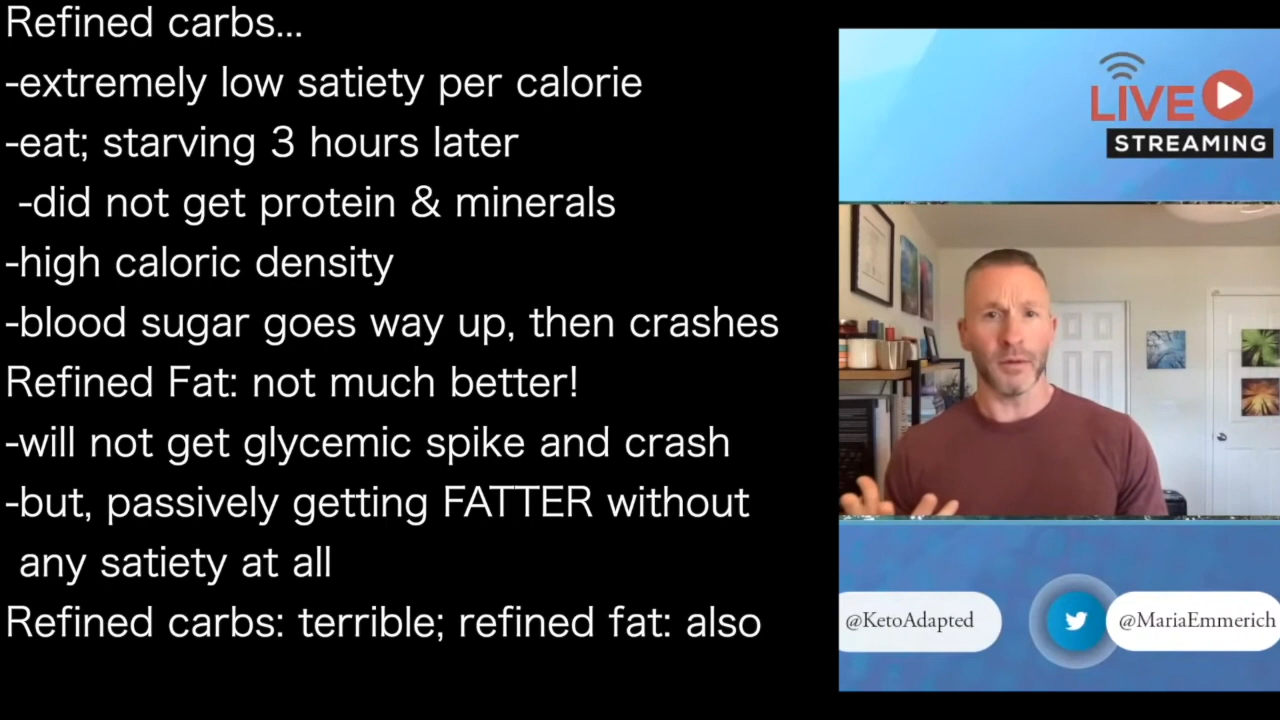 Refined carbs...
-extremely low satiety per calorie
-eat; starving 3 hours later
-did not get protein & minerals
-high caloric density
-blood sugar goes way up, then crashes
Refined Fat: not much better!
-will not get glycemic spike and crash
-but, passively getting FATTER without
any satiety at all
Refined carbs: terrible; refined fat: also
LIVE
STREAMING
@KetoAdapted
@MariaEmmerich